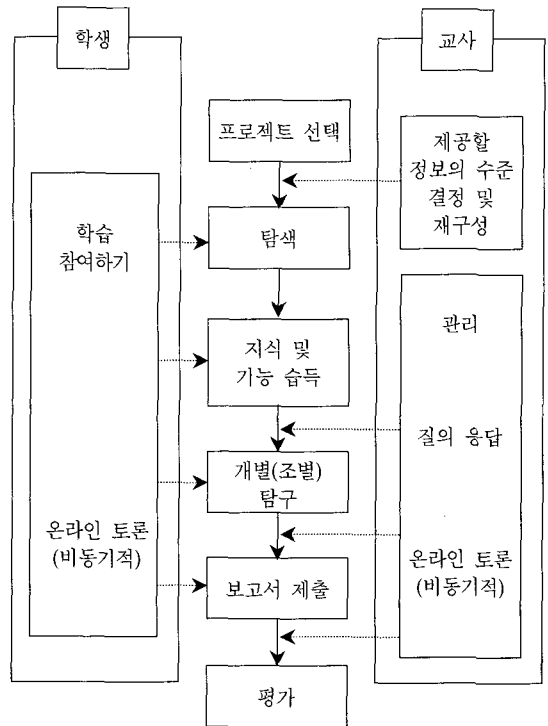 학생
교사
프로젝트 선택
제공할
정보의 수준
결정 및
재구성
학습
참여하기
탐색
관리
지식 및
기능 습득
질의 응답
개별(조별)
탐구
온라인 토론
(비동기적)
온라인 토론
(비동기적)
보고서 제출
평가